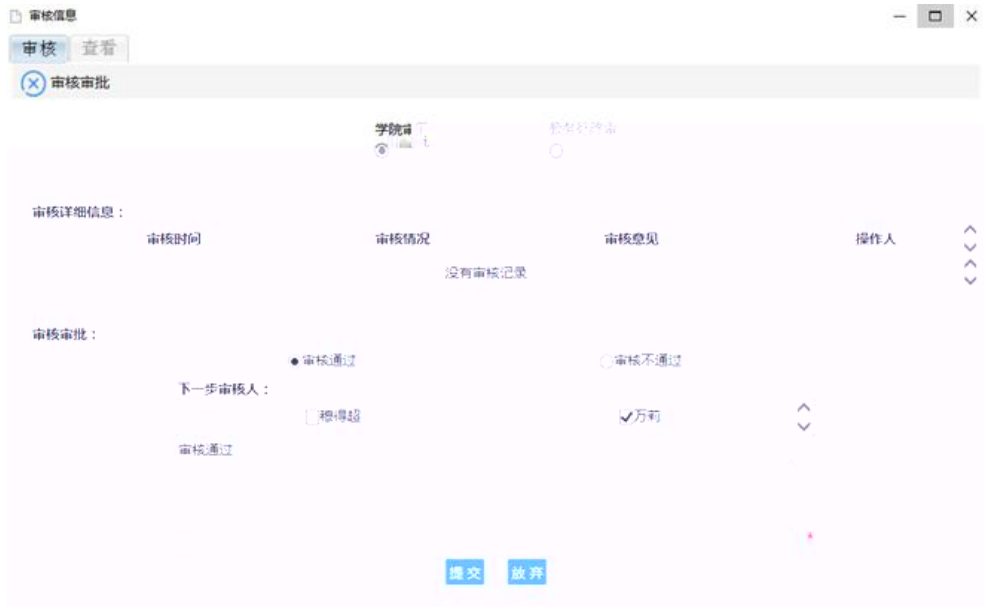 审核信息
审核 查看
审核审批
学院审
审核详细信息：
审核时间 审核情况 审核意见 操作人
没有审核记录
审核审批：
审核通过 审核不通过
下一步审核人：
穆得超 万莉
审核通过
提交 放弃